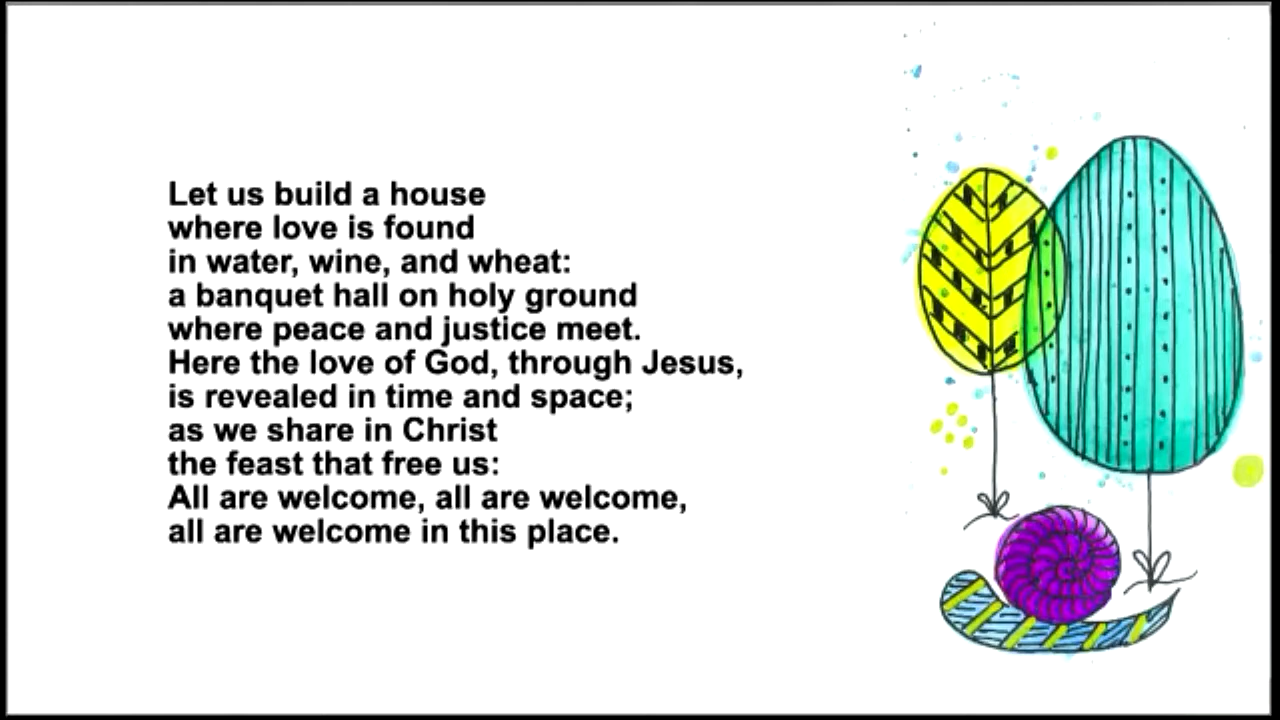 Let us build a house
where love is found
in water, wine, and wheat:
a banquet hall on holy ground
where peace and justice meet.
Here the love of God, through Jesus,
is revealed in time and space;
as we share in Christ
the feast that free us:
All are welcome, all are welcome,
all are welcome in this place.